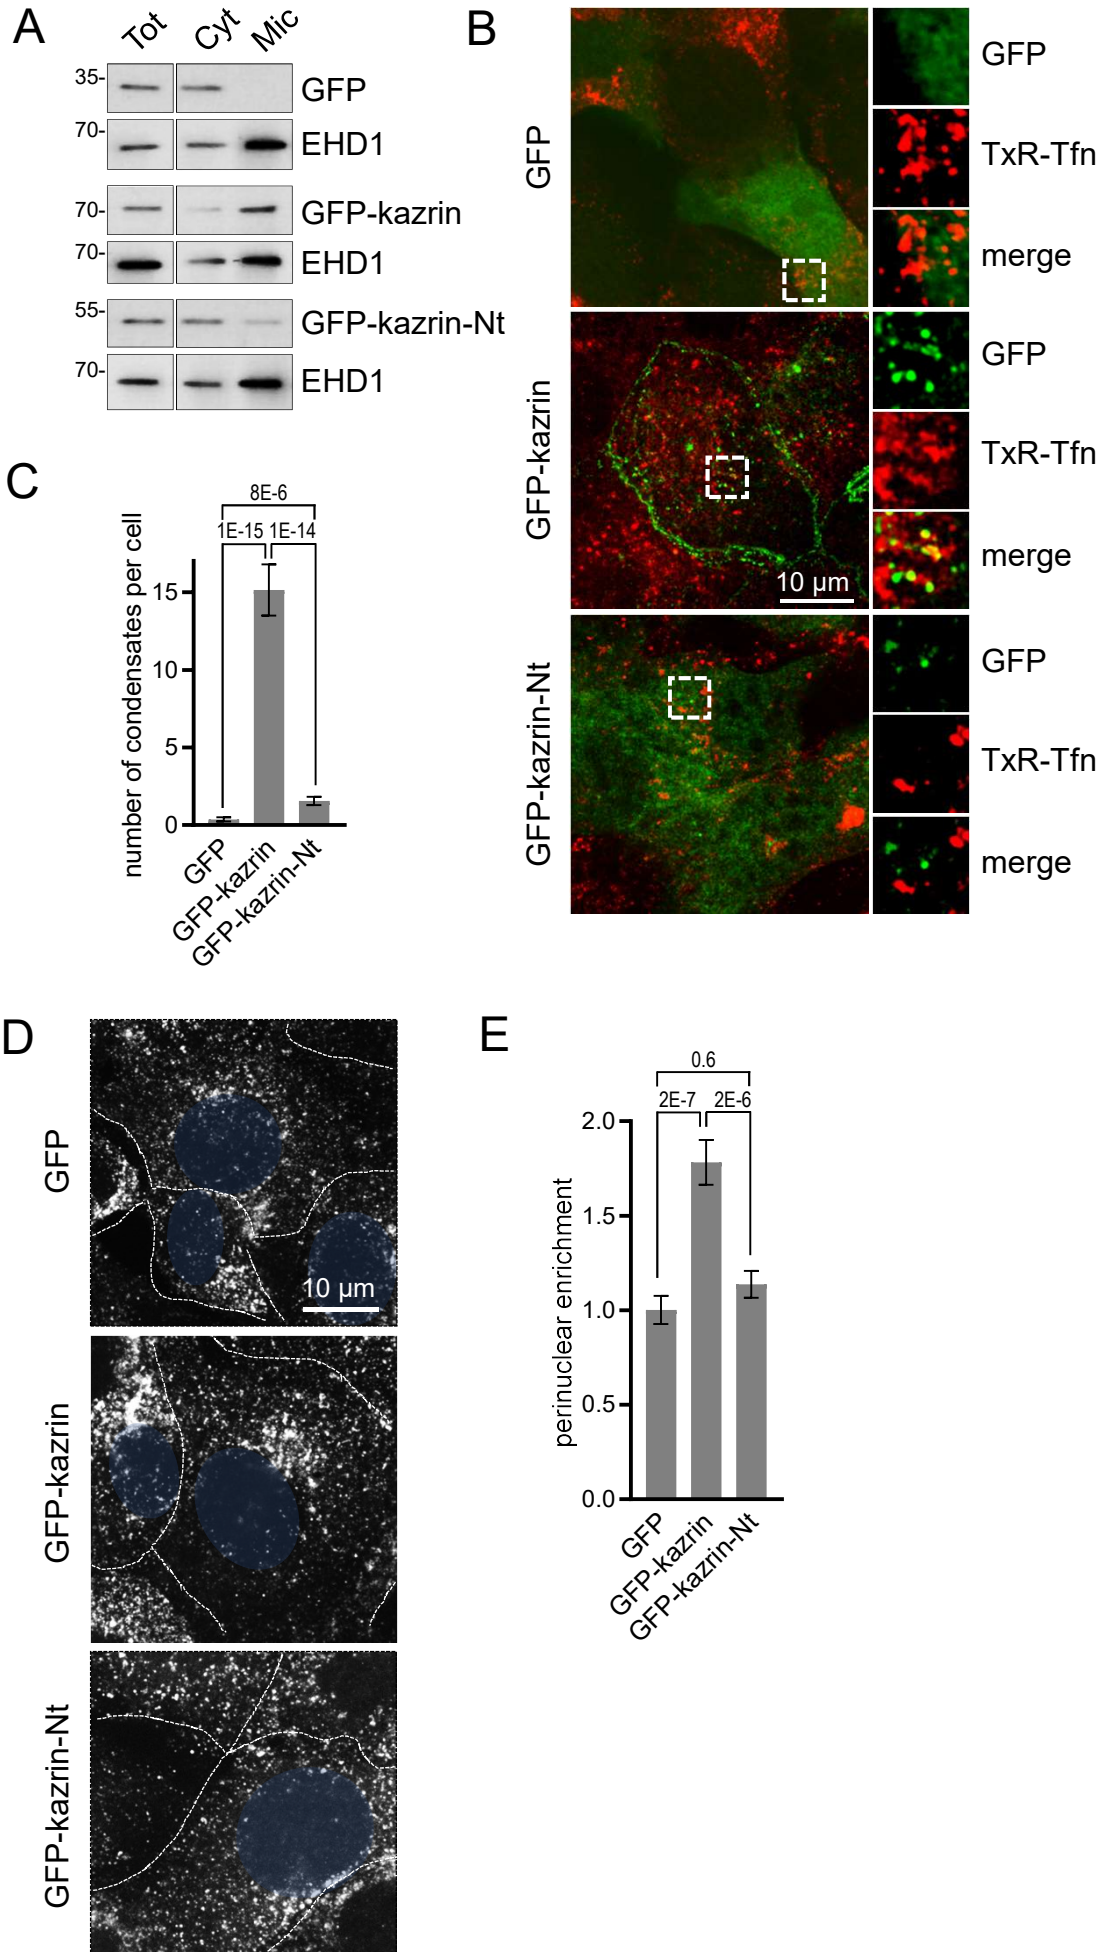 A
Tot Cyt Mic
35-
GFP
70-
EHD1
70-
GFP-kazrin
70-
EHD1
55-
GFP-kazrin-Nt
70-
EHD1
B
GFP
GFP
TxR-Tfn
merge
GFP-kazrin
10 µm
GFP
TxR-Tfn
merge
GFP-kazrin-Nt
GFP
TxR-Tfn
merge
C
number of condensates per cell
8E-6
1E-15 1E-14
15
10
5
0
GFP
GFP-kazrin
GFP-kazrin-Nt
D
GFP
10 µm
GFP-kazrin
GFP-kazrin-Nt
E
perinuclear enrichment
0.6
2E-7 2E-6
2.0
1.5
1.0
0.5
0.0
GFP
GFP-kazrin
GFP-kazrin-Nt